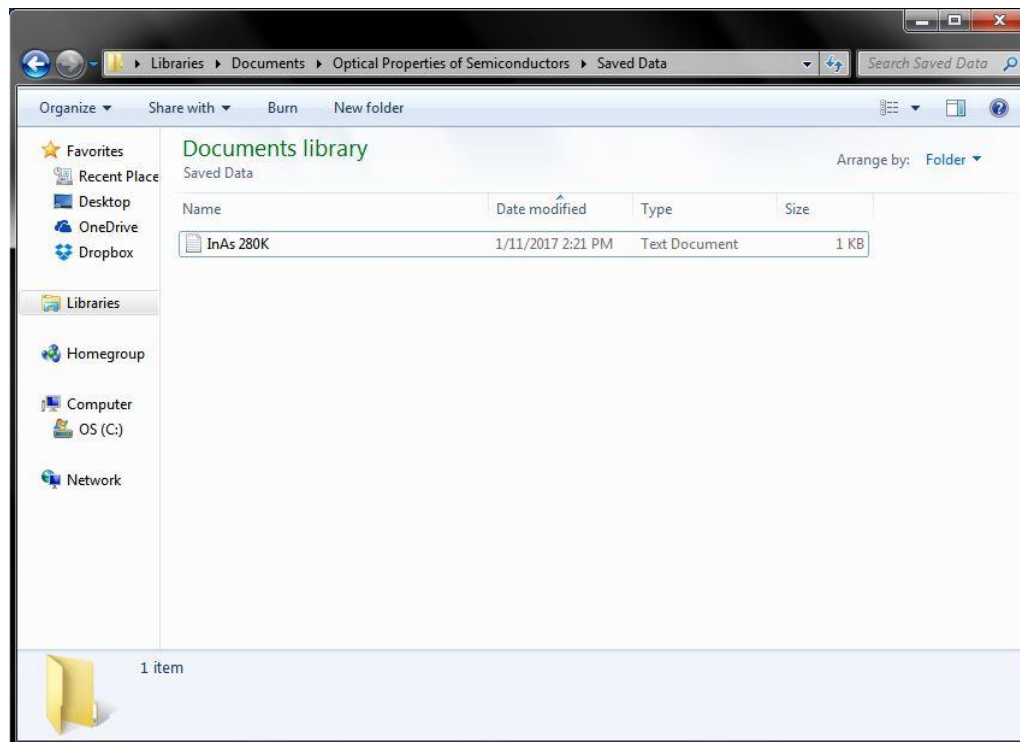 Libraries Documents Optical Properties of Semiconductors Saved Data
Search Saved Data
Organize Share with Burn New folder
Favorites
Recent Place
Desktop
OneDrive
Dropbox
Libraries
Homegroup
Computer
OS (C:)
Network
Documents library
Saved Data
Arrange by: Folder
Name Date modified Type Size
InAs 280K 1/11/2017 2:21 PM Text Document 1 KB
1 item